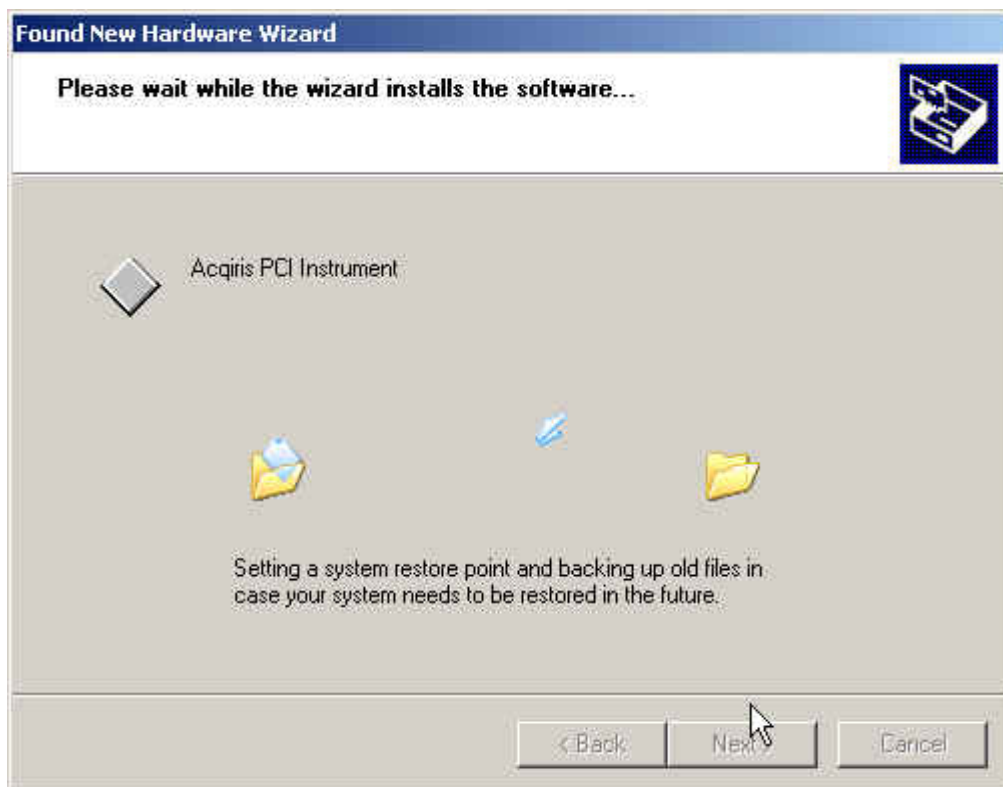 Found New Hardware Wizard
Please wait while the wizard installs the software...
Acqiris PCI Instrument
Setting a system restore point and backing up old files in
case your system needs to be restored in the future.
< Back Next > Cancel